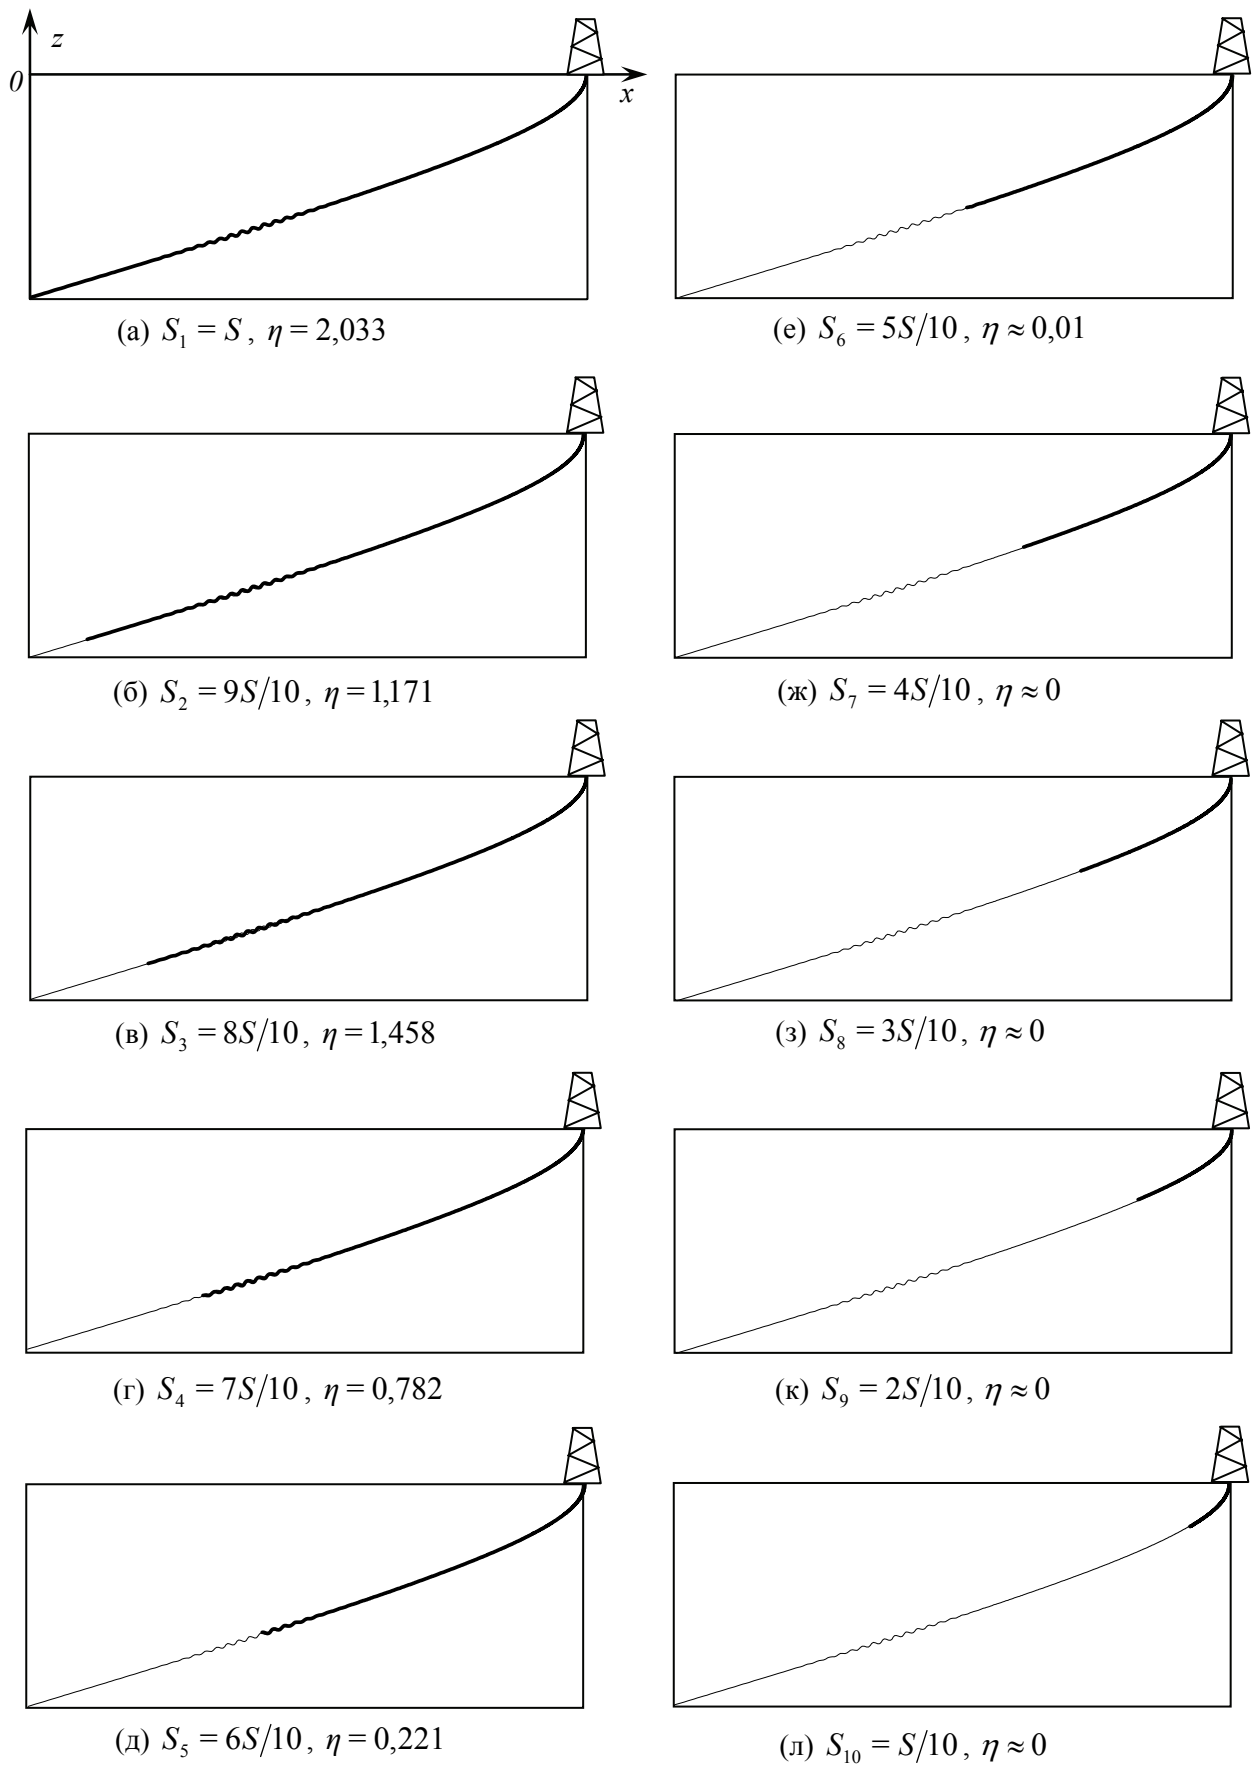 z
0
x
(а) S₁ = S, η = 2,033
(б) S₂ = 9S/10, η = 1,171
(в) S₃ = 8S/10, η = 1,458
(г) S₄ = 7S/10, η = 0,782
(д) S₅ = 6S/10, η = 0,221
(е) S₆ = 5S/10, η ≈ 0,01
(ж) S₇ = 4S/10, η ≈ 0
(з) S₈ = 3S/10, η ≈ 0
(к) S₉ = 2S/10, η ≈ 0
(л) S₁₀ = S/10, η ≈ 0